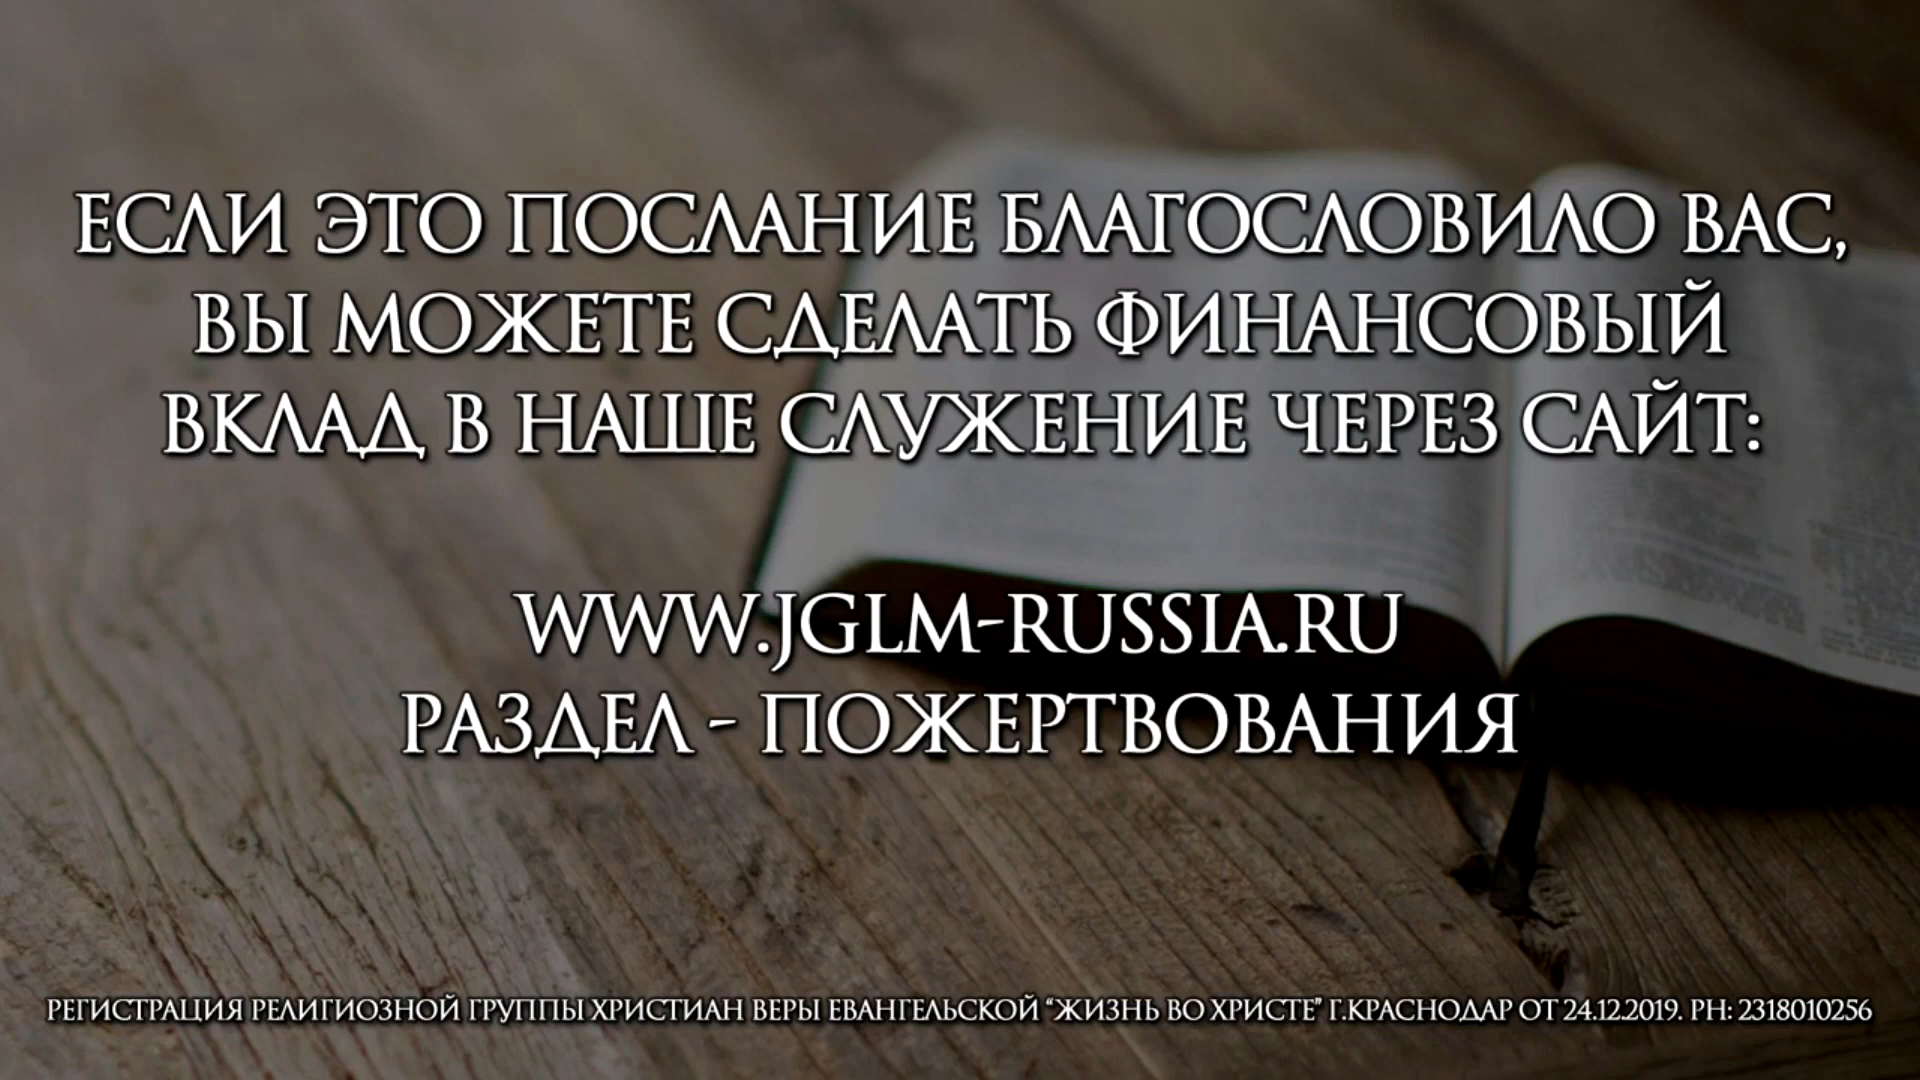 ЕСЛИ ЭТО ПОСЛАНИЕ БЛАГОСЛОВИЛО ВАС,
ВЫ МОЖЕТЕ СДЕЛАТЬ ФИНАНСОВЫЙ
ВКЛАД В НАШЕ СЛУЖЕНИЕ ЧЕРЕЗ САЙТ:
WWW.JGLM-RUSSIA.RU
РАЗДЕЛ - ПОЖЕРТВОВАНИЯ
РЕГИСТРАЦИЯ РЕЛИГИОЗНОЙ ГРУППЫ ХРИСТИАН ВЕРЫ ЕВАНГЕЛЬСКОЙ “ЖИЗНЬ ВО ХРИСТЕ” Г.КРАСНОДАР ОТ 24.12.2019. РН: 2318010256